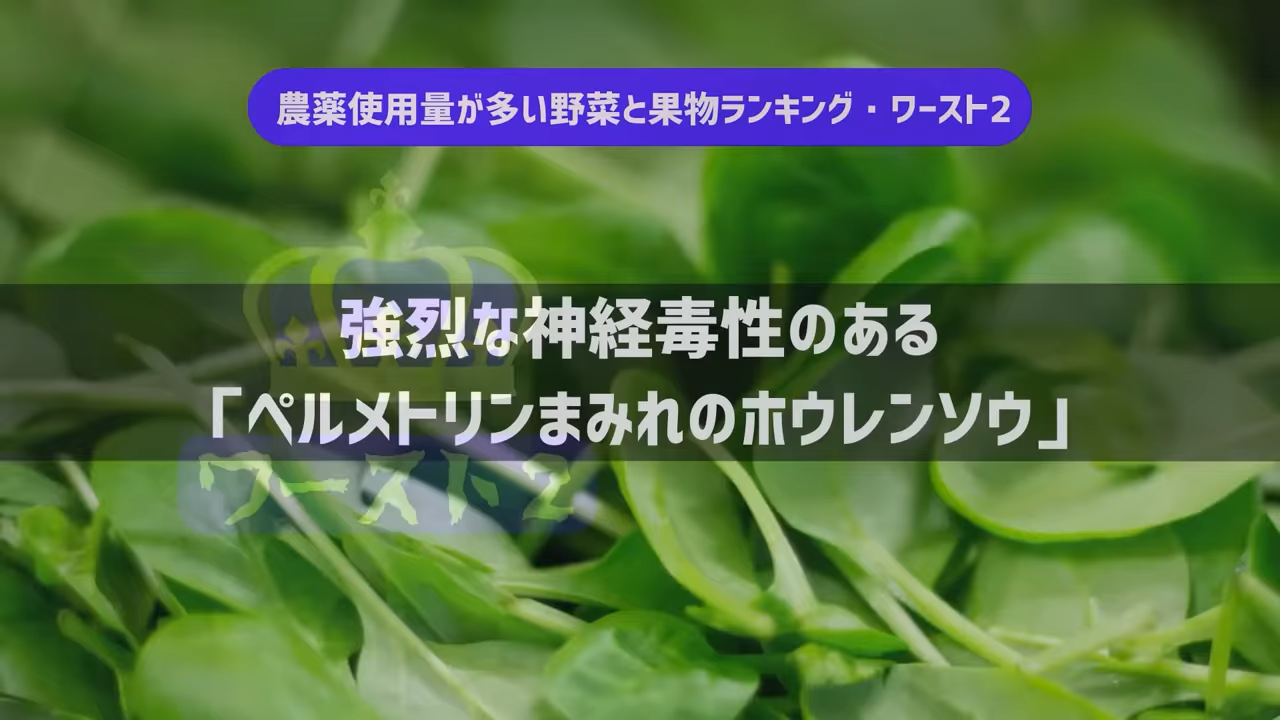 農薬使用量が多い野菜と果物ランキング・ワースト2
強烈な神経毒性のある
「ペルメトリンまみれのホウレンソウ」
ワースト2